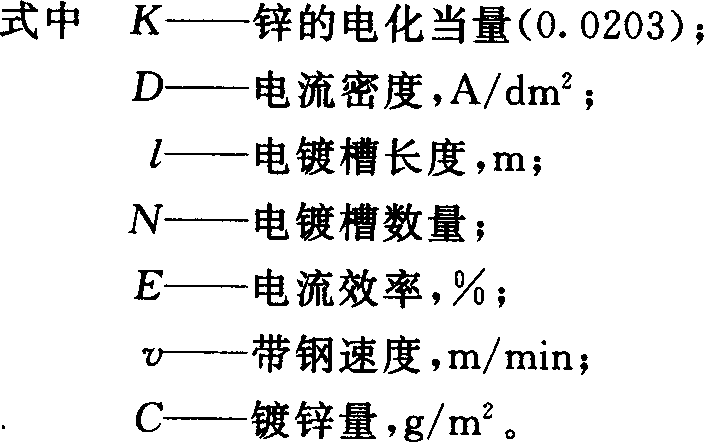 式中 K——锌的电化当量(0.0203);
D——电流密度,A/dm²;
l——电镀槽长度,m;
N——电镀槽数量;
E——电流效率,%;
v——带钢速度,m/min;
C——镀锌量,g/m²。